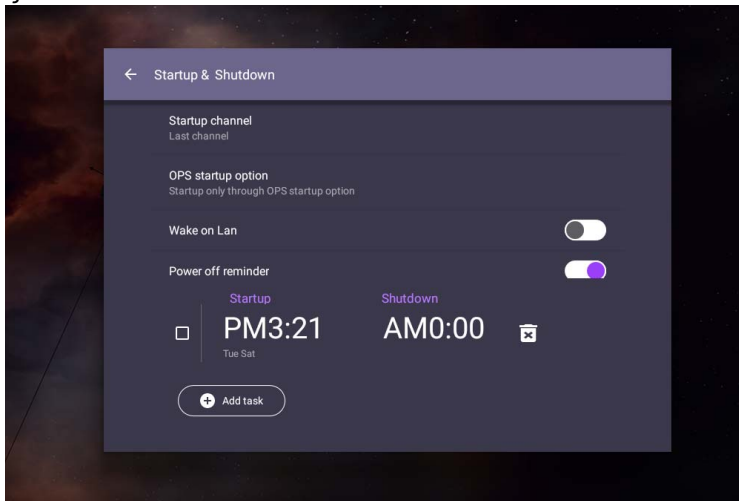 Startup & Shutdown
Startup channel
Last channel
OPS startup option
Startup only through OPS startup option
Wake on Lan
Power off reminder
Startup Shutdown
PM3:21 AM0:00
Tue Sat
Add task